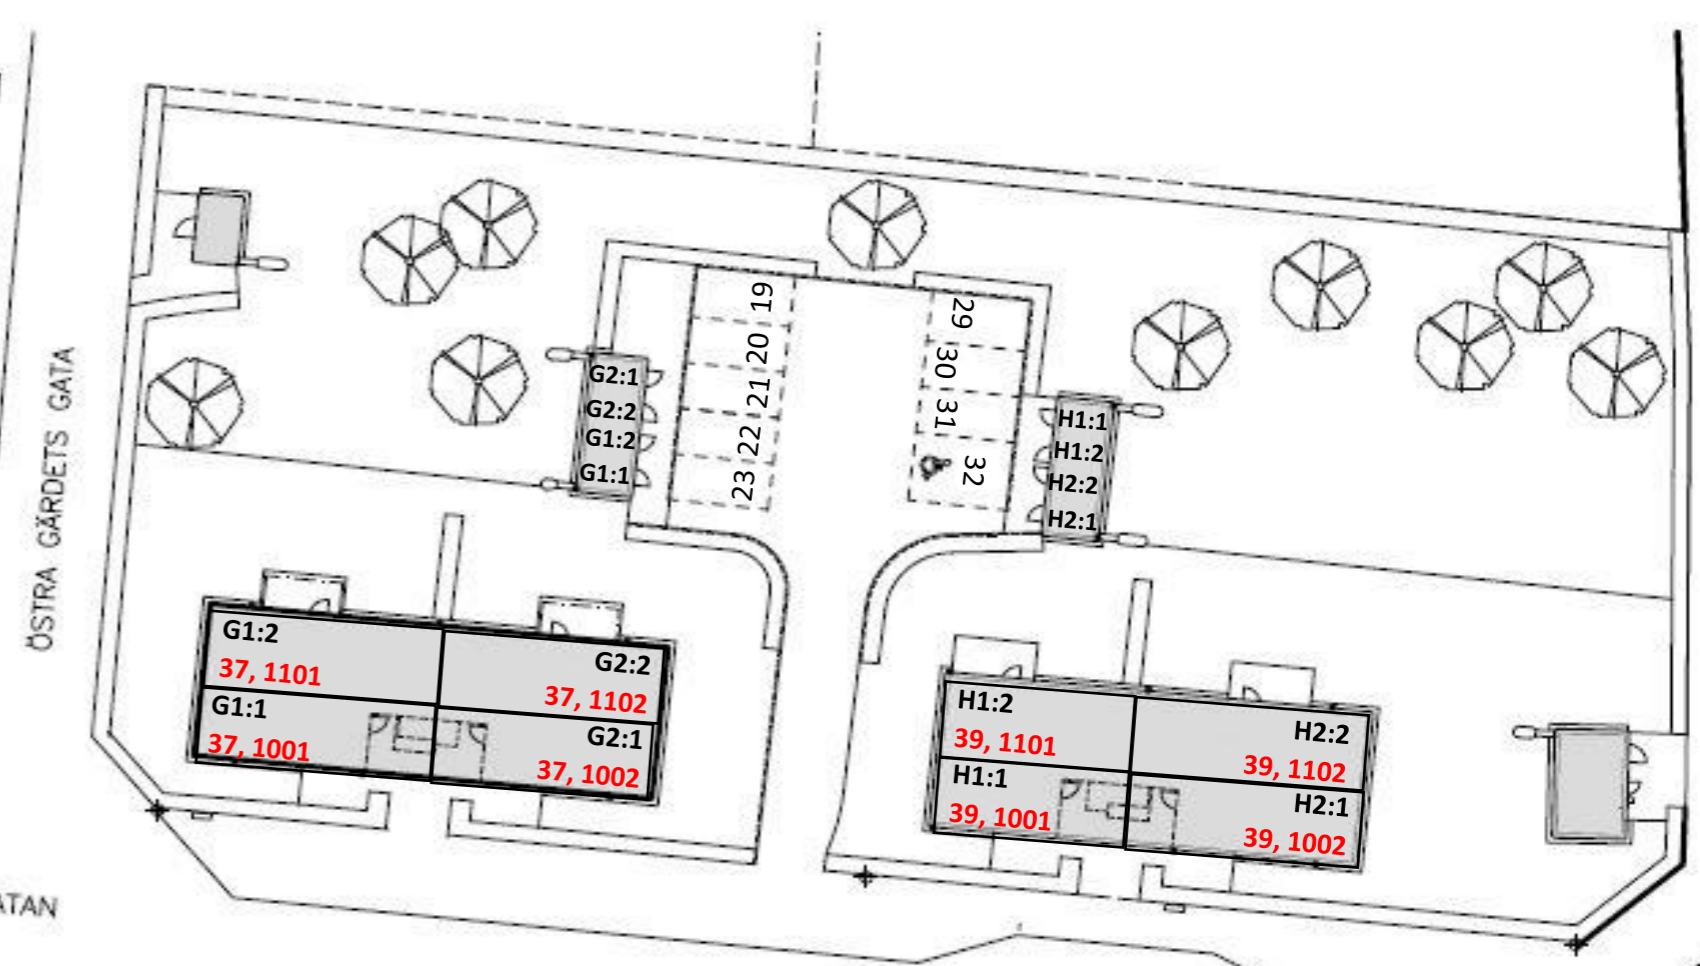 ÖSTRA GÄRDETS GATA
ATAN
19
20
21
22
23
29
30
31
32
G2:1
G2:2
G1:2
G1:1
H1:1
H1:2
H2:2
H2:1
G1:2
37, 1101
G2:2
37, 1102
G1:1
37, 1001
G2:1
37, 1002
H1:2
39, 1101
H2:2
39, 1102
H1:1
39, 1001
H2:1
39, 1002